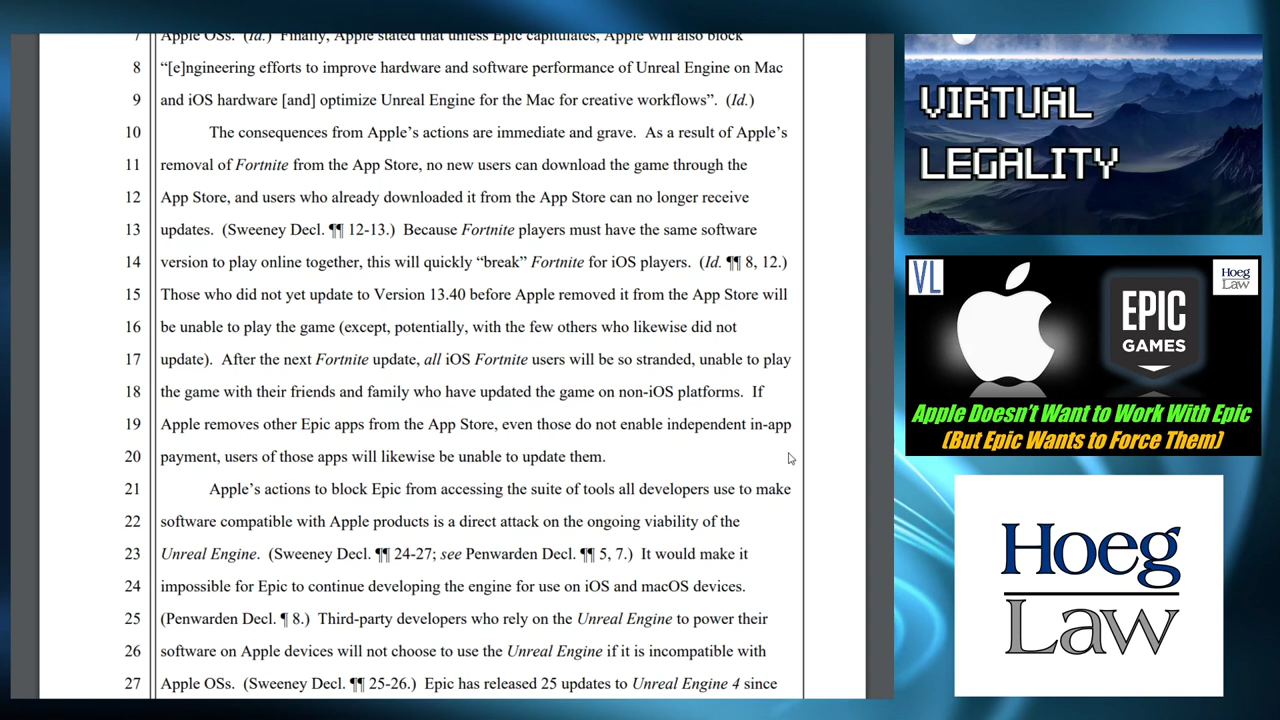 7 Apple OSs. (Id.) Finally, Apple stated that unless Epic capitulates, Apple will also block
8 “[e]ngineering efforts to improve hardware and software performance of Unreal Engine on Mac
9 and iOS hardware [and] optimize Unreal Engine for the Mac for creative workflows”. (Id.)
10 The consequences from Apple’s actions are immediate and grave. As a result of Apple’s
11 removal of Fortnite from the App Store, no new users can download the game through the
12 App Store, and users who already downloaded it from the App Store can no longer receive
13 updates. (Sweeney Decl. ¶¶ 12-13.) Because Fortnite players must have the same software
14 version to play online together, this will quickly “break” Fortnite for iOS players. (Id. ¶¶ 8, 12.)
15 Those who did not yet update to Version 13.40 before Apple removed it from the App Store will
16 be unable to play the game (except, potentially, with the few others who likewise did not
17 update). After the next Fortnite update, all iOS Fortnite users will be so stranded, unable to play
18 the game with their friends and family who have updated the game on non-iOS platforms. If
19 Apple removes other Epic apps from the App Store, even those do not enable independent in-app
20 payment, users of those apps will likewise be unable to update them.
21 Apple’s actions to block Epic from accessing the suite of tools all developers use to make
22 software compatible with Apple products is a direct attack on the ongoing viability of the
23 Unreal Engine. (Sweeney Decl. ¶¶ 24-27; see Penwarden Decl. ¶¶ 5, 7.) It would make it
24 impossible for Epic to continue developing the engine for use on iOS and macOS devices.
25 (Penwarden Decl. ¶ 8.) Third-party developers who rely on the Unreal Engine to power their
26 software on Apple devices will not choose to use the Unreal Engine if it is incompatible with
27 Apple OSs. (Sweeney Decl. ¶¶ 25-26.) Epic has released 25 updates to Unreal Engine 4 since
VIRTUAL
LEGALITY
VL
Hoeg
Law
EPIC
GAMES
Apple Doesn’t Want to Work With Epic
(But Epic Wants to Force Them)
Hoeg
Law